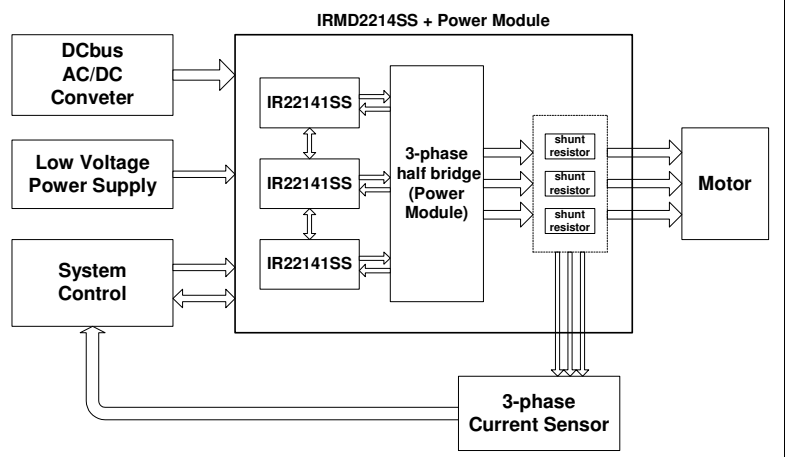 IRMD2214SS + Power Module
DCbus
AC/DC
Conveter
Low Voltage
Power Supply
System
Control
IR22141SS
IR22141SS
IR22141SS
3-phase
half bridge
(Power
Module)
shunt
resistor
shunt
resistor
shunt
resistor
Motor
3-phase
Current Sensor